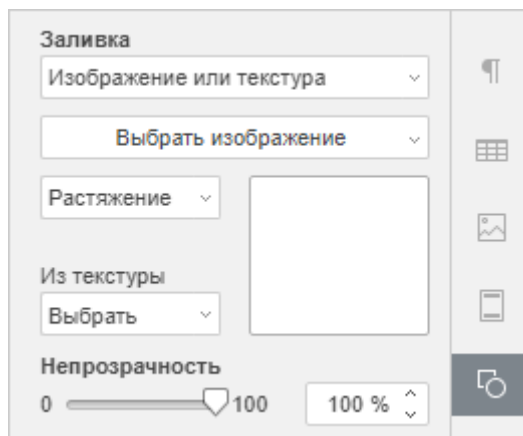 Заливка
Изображение или текстура
Выбрать изображение
Растяжение
Из текстуры
Выбрать
Непрозрачность
0 100 100 %